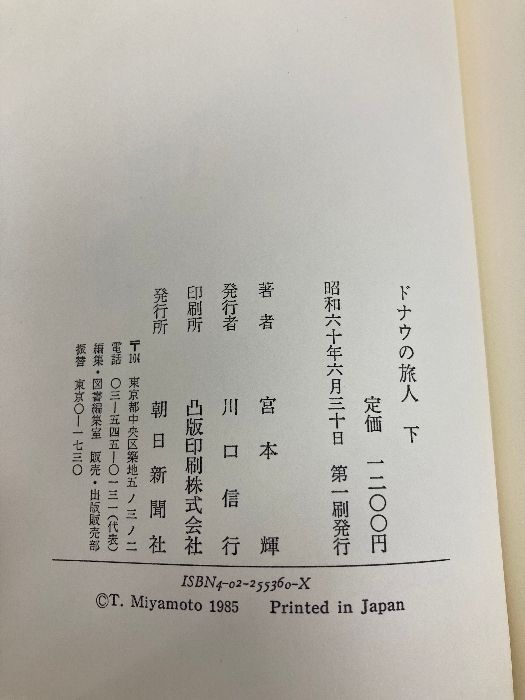 ドナウの旅人　下
定価　一二〇〇円
昭和六十年六月三十日　第一刷発行
著者　宮本　輝
発行者　川口信行
印刷所　凸版印刷株式会社
発行所　朝日新聞社
〒104　東京都中央区築地五ノ三ノ二
電話　〇三―五四五―〇一三一(代表)
編集・図書編集室　販売・出版販売部
振替　東京〇―一七三〇
ISBN4-02-255360-X
©T. Miyamoto 1985　Printed in Japan